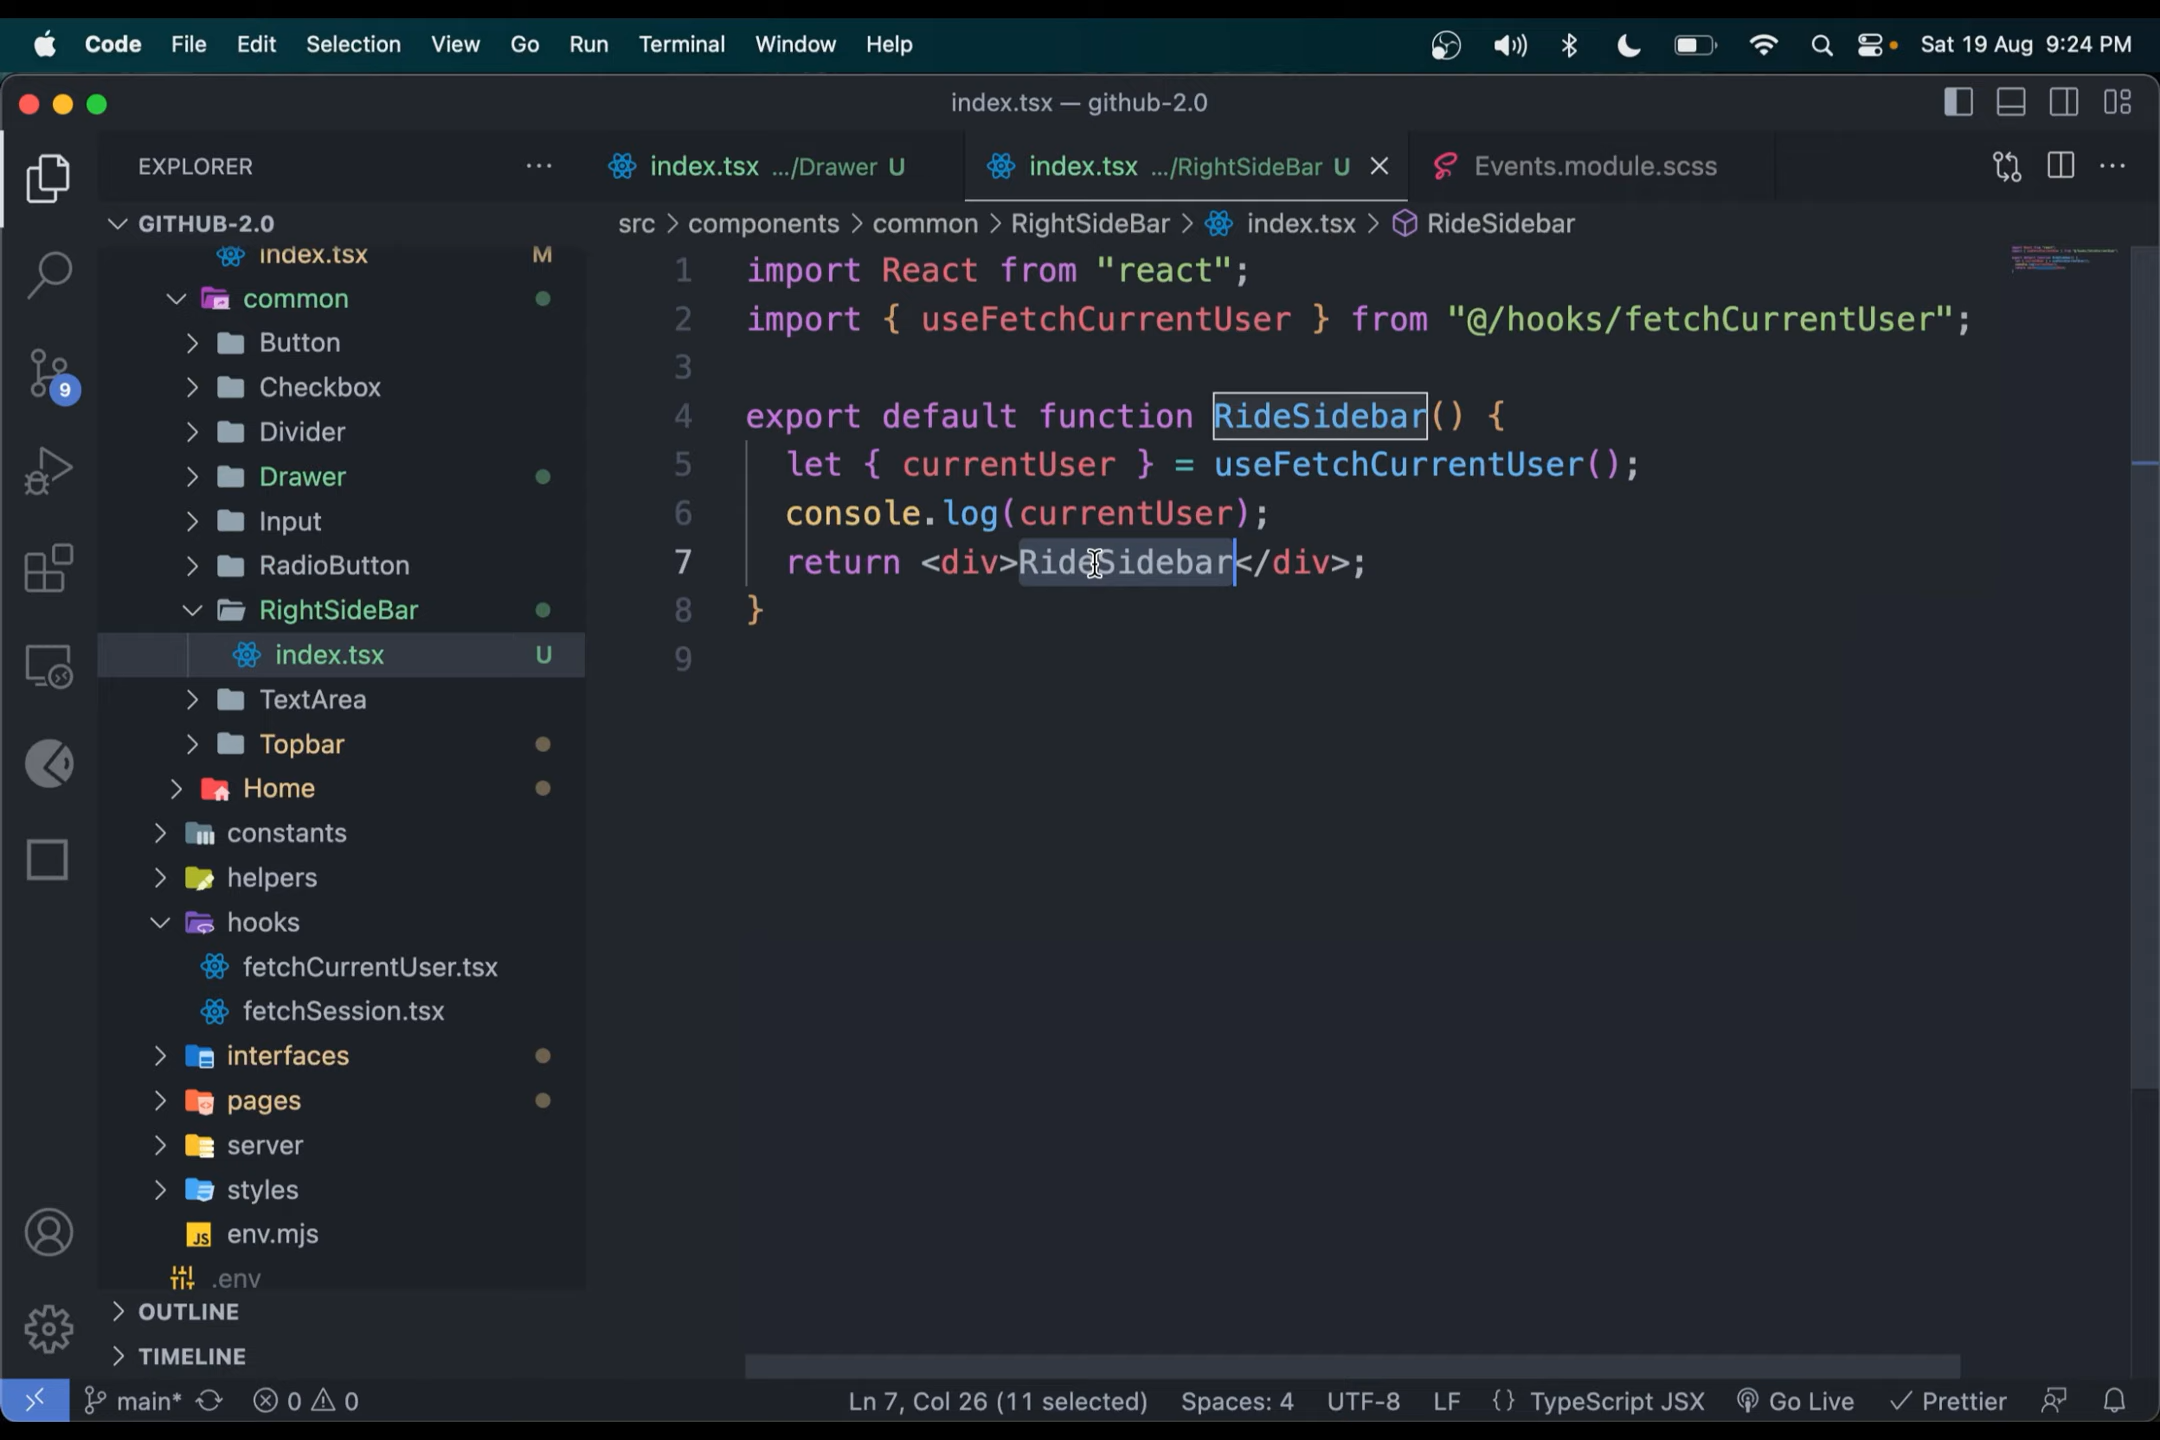 Code File Edit Selection View Go Run Terminal Window Help Sat 19 Aug 9:24 PM
index.tsx — github-2.0
EXPLORER
index.tsx .../Drawer U
index.tsx .../RightSideBar U
Events.module.scss
GITHUB-2.0
src > components > common > RightSideBar > index.tsx > RideSidebar
index.tsx M
common
Button
Checkbox
Divider
Drawer
Input
RadioButton
RightSideBar
index.tsx U
TextArea
Topbar
Home
constants
helpers
hooks
fetchCurrentUser.tsx
fetchSession.tsx
interfaces
pages
server
styles
JS env.mjs
.env
OUTLINE
TIMELINE
9
1 import React from "react";
2 import { useFetchCurrentUser } from "@/hooks/fetchCurrentUser";
3
4 export default function RideSidebar() {
5 let { currentUser } = useFetchCurrentUser();
6 console.log(currentUser);
7 return <div>RideSidebar</div>;
8 }
9
main* 0 0 Ln 7, Col 26 (11 selected) Spaces: 4 UTF-8 LF {} TypeScript JSX Go Live Prettier